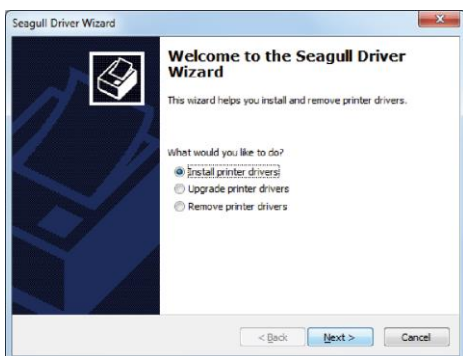 Seagull Driver Wizard
Welcome to the Seagull Driver
Wizard
This wizard helps you install and remove printer drivers.
What would you like to do?
Install printer drivers
Upgrade printer drivers
Remove printer drivers
< Back Next > Cancel